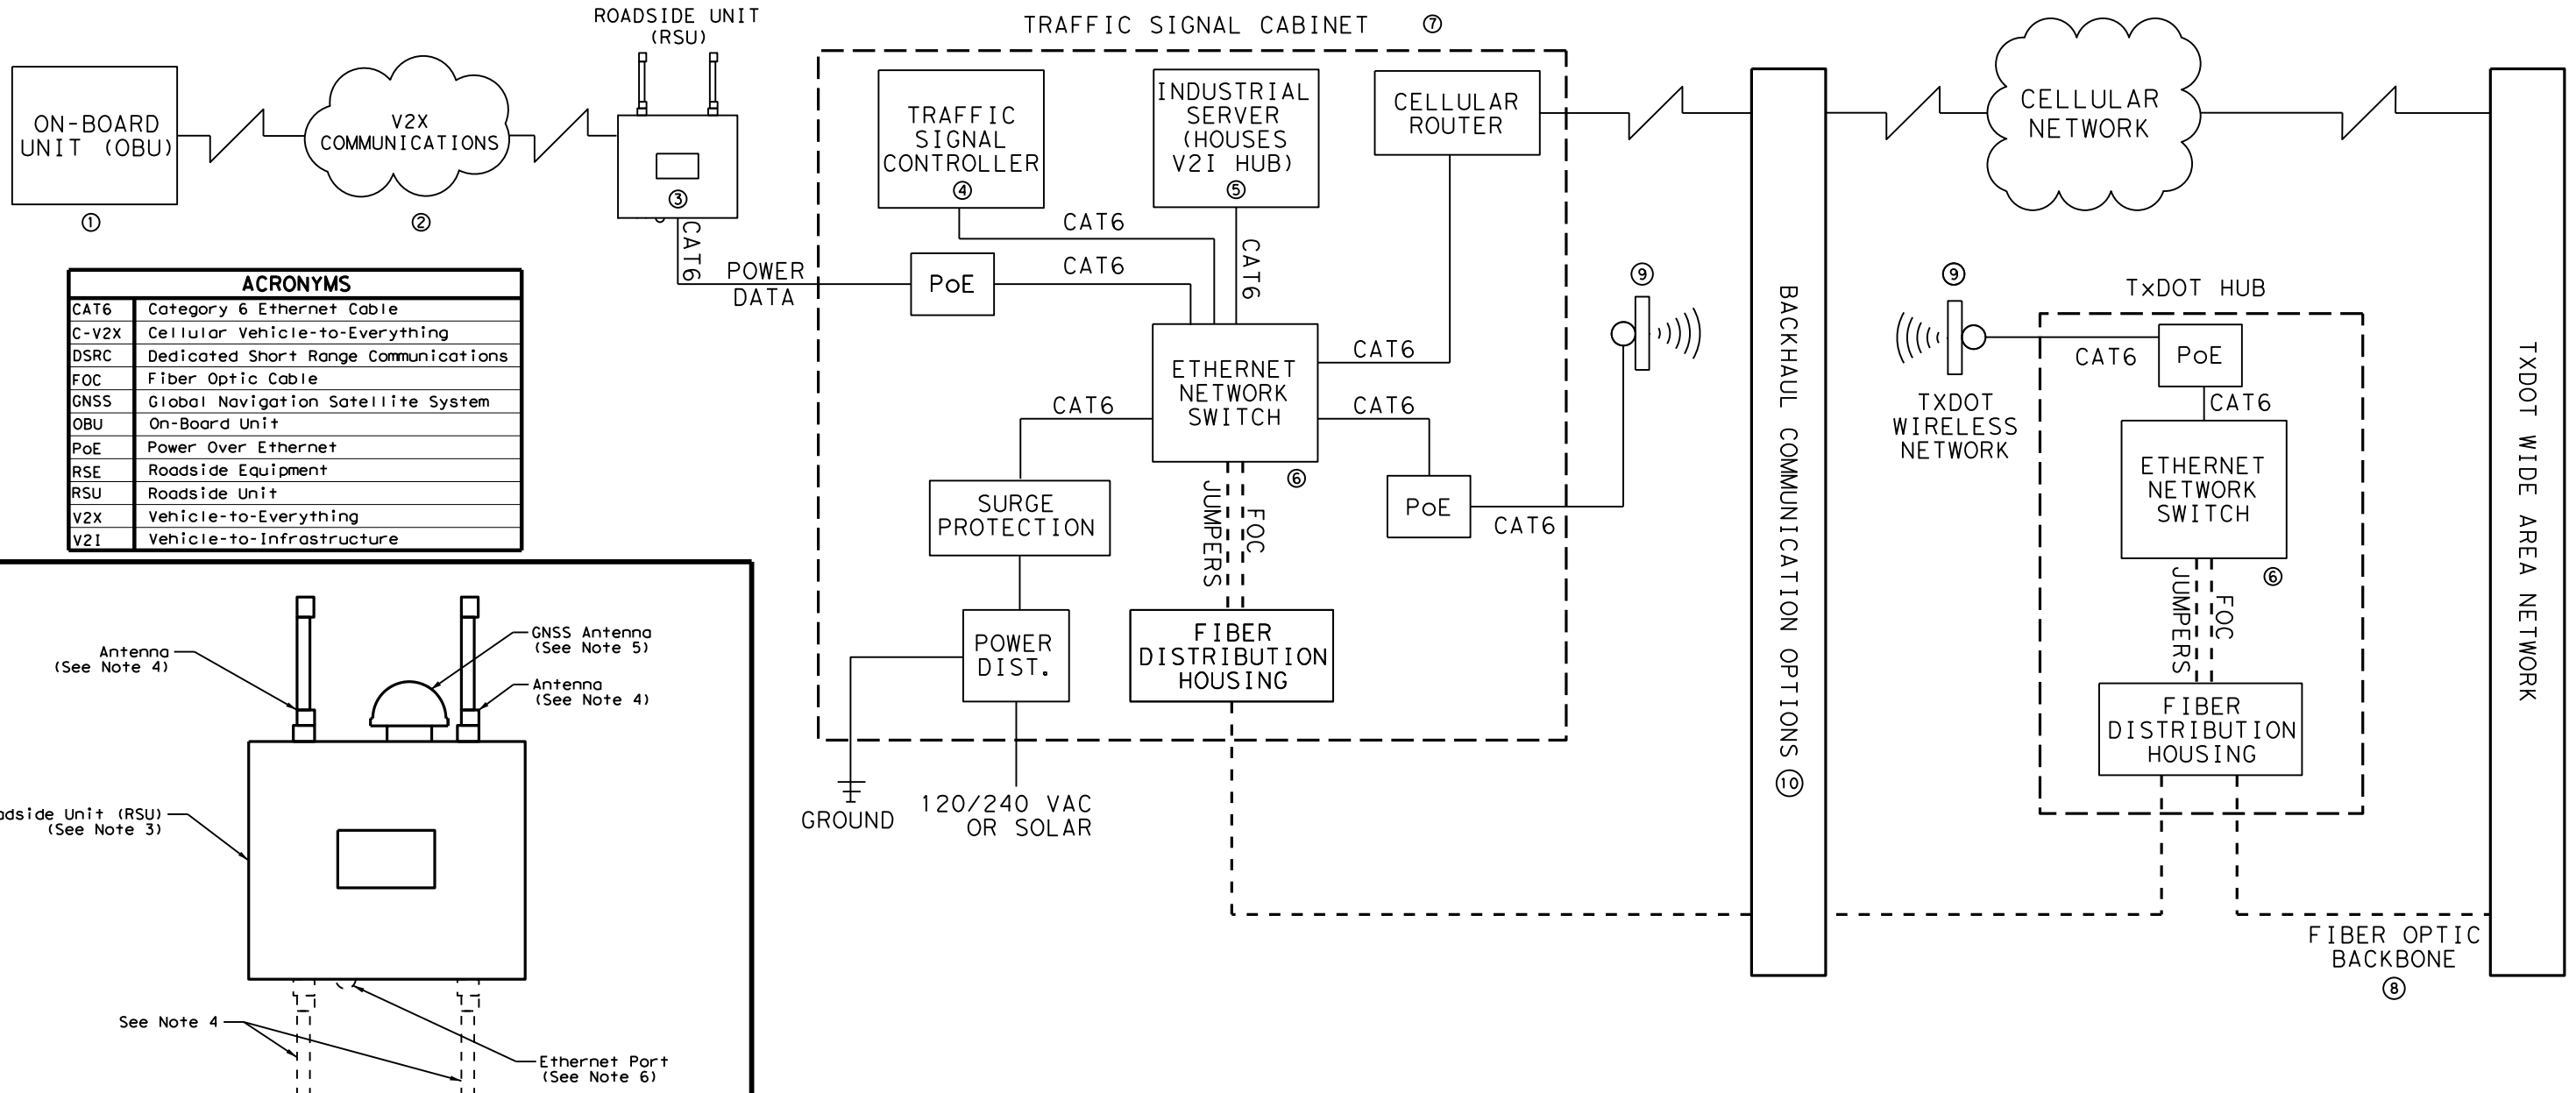 ROADSIDE UNIT
(RSU)
ON-BOARD
UNIT (OBU)
①
V2X
COMMUNICATIONS
②
③
CAT6
POWER
DATA
TRAFFIC SIGNAL CABINET ⑦
TRAFFIC
SIGNAL
CONTROLLER
④
INDUSTRIAL
SERVER
(HOUSES
V2I HUB)
⑤
CELLULAR
ROUTER
CAT6
CAT6
CAT6
PoE
ETHERNET
NETWORK
SWITCH
⑥
CAT6
CAT6
CAT6
PoE
CAT6
SURGE
PROTECTION
JUMPERS
FOC
POWER
DIST.
FIBER
DISTRIBUTION
HOUSING
GROUND
120/240 VAC
OR SOLAR
⑨
BACKHAUL COMMUNICATION OPTIONS ⑩
CELLULAR
NETWORK
⑨
TXDOT
WIRELESS
NETWORK
TxDOT HUB
CAT6
PoE
CAT6
ETHERNET
NETWORK
SWITCH
⑥
JUMPERS
FOC
FIBER
DISTRIBUTION
HOUSING
FIBER OPTIC
BACKBONE
⑧
TXDOT WIDE AREA NETWORK
ACRONYMS
CAT6 Category 6 Ethernet Cable
C-V2X Cellular Vehicle-to-Everything
DSRC Dedicated Short Range Communications
FOC Fiber Optic Cable
GNSS Global Navigation Satellite System
OBU On-Board Unit
PoE Power Over Ethernet
RSE Roadside Equipment
RSU Roadside Unit
V2X Vehicle-to-Everything
V2I Vehicle-to-Infrastructure
Antenna
(See Note 4)
GNSS Antenna
(See Note 5)
Antenna
(See Note 4)
adside Unit (RSU)
(See Note 3)
See Note 4
Ethernet Port
(See Note 6)